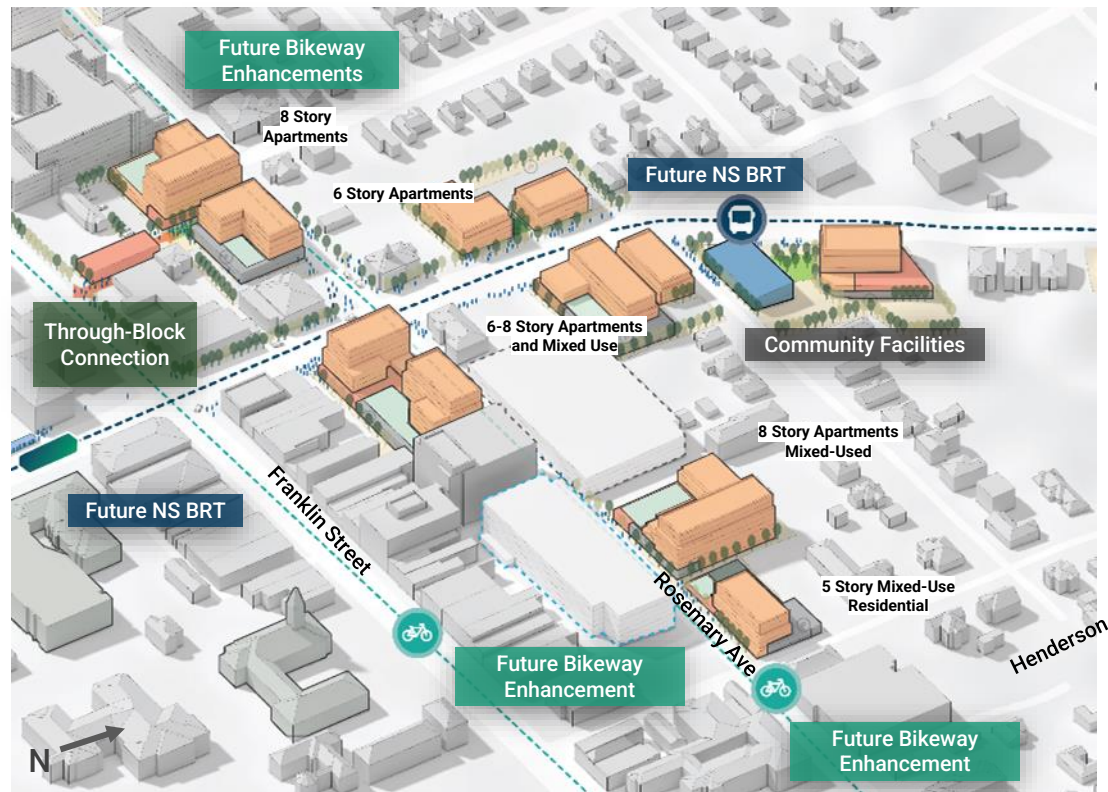 Future Bikeway
Enhancements
8 Story
Apartments
6 Story Apartments
Future NS BRT
Through-Block
Connection
6-8 Story Apartments
and Mixed Use
Community Facilities
8 Story Apartments
Mixed-Used
Future NS BRT
Franklin Street
5 Story Mixed-Use
Residential
Rosemary Ave
Henderson
Future Bikeway
Enhancement
Future Bikeway
Enhancement
N